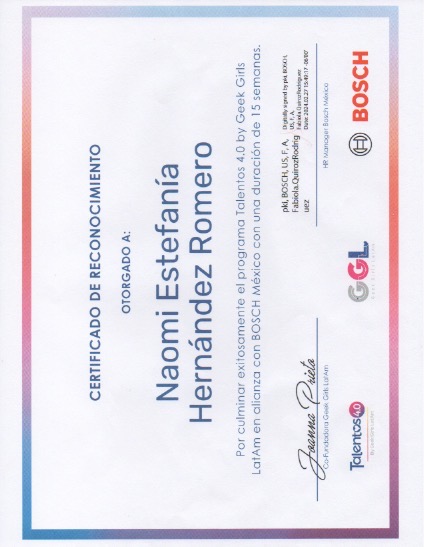 CERTIFICADO DE RECONOCIMIENTO
OTORGADO A:
Naomi Estefanía
Hernández Romero
Por culminar exitosamente el programa Talentos 4.0 by Geek Girls
LatAm en alianza con BOSCH México con una duración de 15 semanas.
Joanna Prieto
Co-Fundadora Geek Girls LatAm
pki, BOSCH, US, F, A,
Fabiola.QuirozRodrig
uez
Digitally signed by pki, BOSCH,
US, F, A,
Fabiola.QuirozRodriguez
Date: 2024.02.27 15:49:17 -06'00'
HR Manager Bosch México
Talentos 4.0
By Geek Girls LatAm
GGL
Geek Girls LatAm
BOSCH